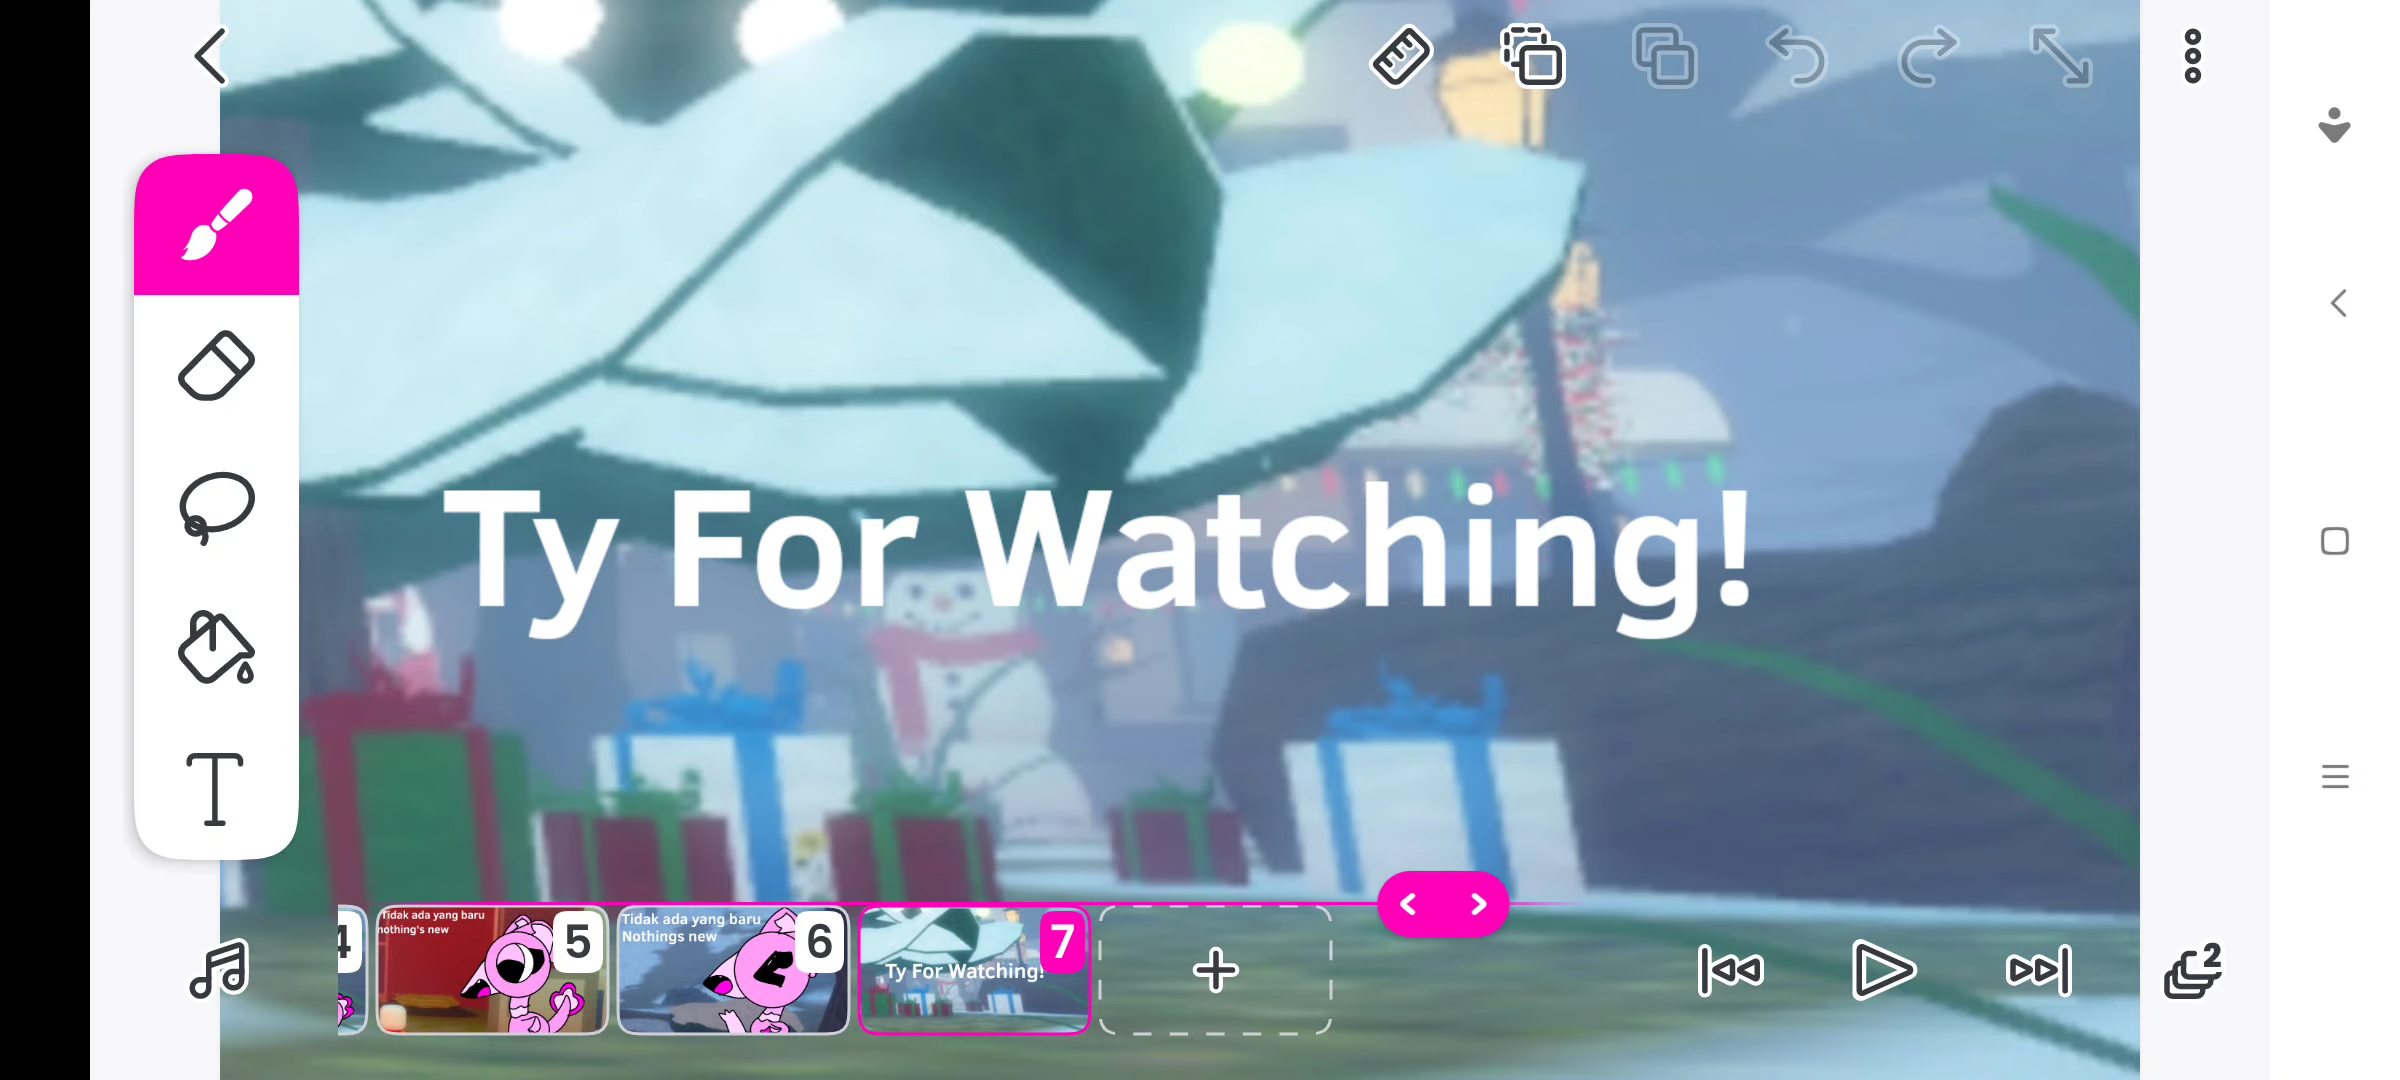 Ty For Watching!
4
Tidak ada yang baru
nothing's new
5
Tidak ada yang baru
Nothings new
6
Ty For Watching!
7
2